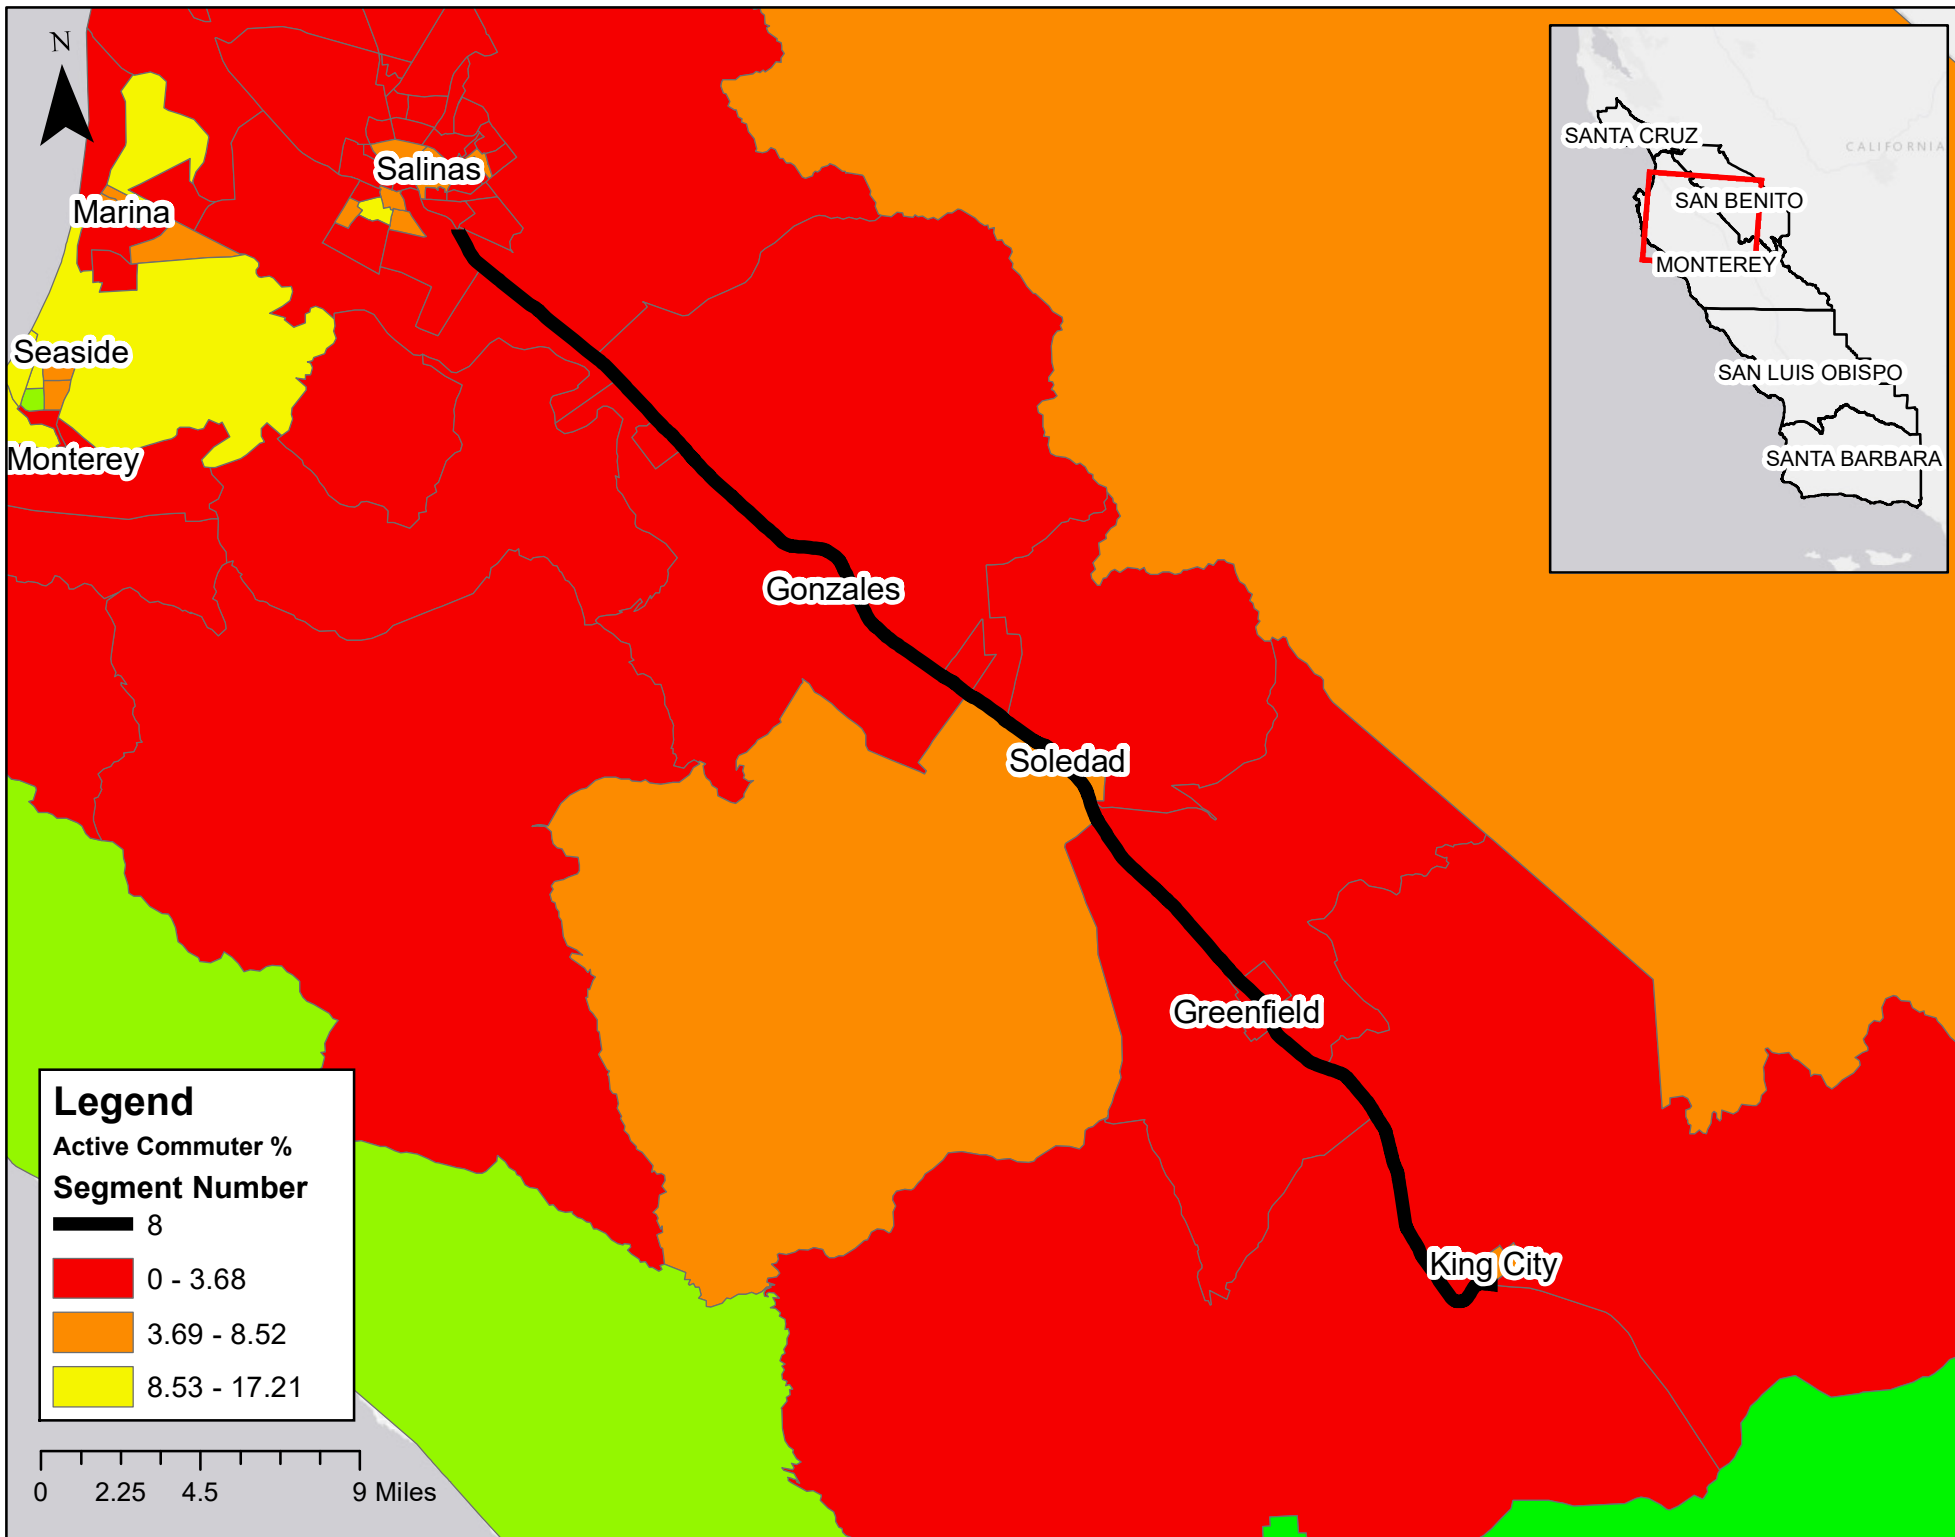 N
Salinas
Marina
Seaside
Monterey
Gonzales
Soledad
Greenfield
King City
SANTA CRUZ
CALIFORNIA
SAN BENITO
MONTEREY
SAN LUIS OBISPO
SANTA BARBARA
Legend
Active Commuter %
Segment Number
8
0 - 3.68
3.69 - 8.52
8.53 - 17.21
0 2.25 4.5 9 Miles